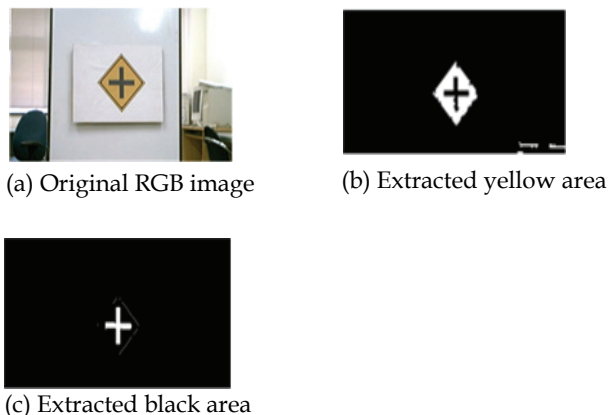 (a) Original RGB image
(b) Extracted yellow area
(c) Extracted black area